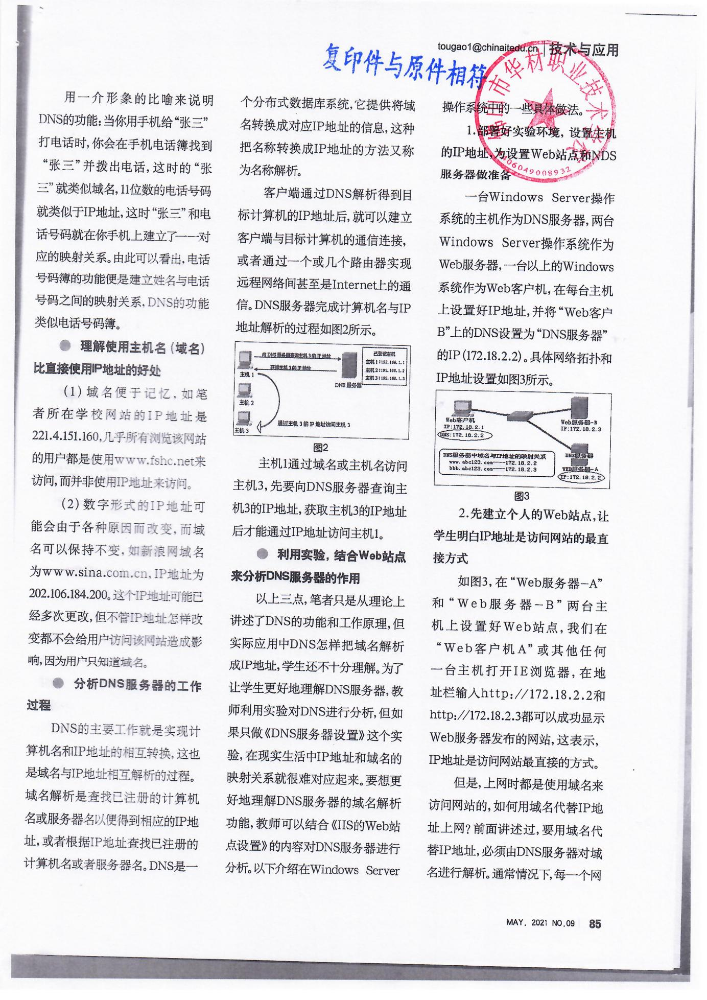 tougao1@chinaitedu.cn 技术与应用
复印件与原件相符
佛山市华材职业技术学校
406049008932
用一介形象的比喻来说明
DNS的功能：当你用手机给“张三”
打电话时，你会在手机电话簿找到
“张三”并拨出电话，这时的“张
三”就类似域名，11位数的电话号码
就类似于IP地址，这时“张三”和电
话号码就在你手机上建立了一一对
应的映射关系。由此可以看出，电话
号码簿的功能便是建立姓名与电话
号码之间的映射关系，DNS的功能
类似电话号码簿。
● 理解使用主机名（域名）
比直接使用IP地址的好处
（1）域名便于记忆，如笔
者所在学校网站的IP地址是
221.4.151.160，几乎所有浏览该网站
的用户都是使用www.fshc.net来
访问，而并非使用IP地址来访问。
（2）数字形式的IP地址可
能会由于各种原因而改变，而域
名可以保持不变，如新浪网域名
为www.sina.com.cn，IP地址为
202.106.184.200。这个IP地址可能已
经多次更改，但不管IP地址怎样改
变都不会给用户访问该网站造成影
响，因为用户只知道域名。
● 分析DNS服务器的工作
过程
DNS的主要工作就是实现计
算机名和IP地址的相互转换，这也
是域名与IP地址相互解析的过程。
域名解析是查找已注册的计算机
名或服务器名以便得到相应的IP地
址，或者根据IP地址查找已注册的
计算机名或者服务器名。DNS是一
个分布式数据库系统，它提供将域
名转换成对应IP地址的信息，这种
把名称转换成IP地址的方法又称
为名称解析。
客户端通过DNS解析得到目
标计算机的IP地址后，就可以建立
客户端与目标计算机的通信连接，
或者通过一个或几个路由器实现
远程网络间甚至是Internet上的通
信。DNS服务器完成计算机名与IP
地址解析的过程如图2所示。
向DNS服务器查询主机3的IP地址
获得主机3的IP地址
主机1
主机2
主机3
DNS服务器
已登记主机
主机1:192.168.1.1
主机2:192.168.1.2
主机3:192.168.1.3
通过主机3的IP地址访问主机3
图2
主机1通过域名或主机名访问
主机3，先要向DNS服务器查询主
机3的IP地址，获取主机3的IP地址
后才能通过IP地址访问主机1。
● 利用实验，结合Web站点
来分析DNS服务器的作用
以上三点，笔者只是从理论上
讲述了DNS的功能和工作原理，但
实际应用中DNS怎样把域名解析
成IP地址，学生还不十分理解。为了
让学生更好地理解DNS服务器，教
师利用实验对DNS进行分析，但如
果只做《DNS服务器设置》这个实
验，在现实生活中IP地址和域名的
映射关系就很难对应起来。要想更
好地理解DNS服务器的域名解析
功能，教师可以结合《IIS的Web站
点设置》的内容对DNS服务器进行
分析。以下介绍在Windows Server
操作系统中的一些具体做法。
1.部署好实验环境，设置主机
的IP地址，为设置Web站点和NDS
服务器做准备
一台Windows Server操作
系统的主机作为DNS服务器，两台
Windows Server操作系统作为
Web服务器，一台以上的Windows
系统作为Web客户机，在每台主机
上设置好IP地址，并将“Web客户
B”上的DNS设置为“DNS服务器”
的IP（172.18.2.2）。具体网络拓扑和
IP地址设置如图3所示。
Web客户机
IP:172.18.2.1
DNS:172.18.2.2
Web服务器-B
IP:172.18.2.3
DNS服务器
WEB服务器-A
IP:172.18.2.2
DNS服务器中域名与IP地址的映射关系
www.abc123.com——172.18.2.2
bbb.abc123.com——172.18.2.3
图3
2.先建立个人的Web站点，让
学生明白IP地址是访问网站的最直
接方式
如图3，在“Web服务器-A”
和“Web服务器-B”两台主
机上设置好Web站点，我们在
“Web客户机A”或其他任何
一台主机打开IE浏览器，在地
址栏输入http://172.18.2.2和
http://172.18.2.3都可以成功显示
Web服务器发布的网站，这表示，
IP地址是访问网站最直接的方式。
但是，上网时都是使用域名来
访问网站的，如何用域名代替IP地
址上网？前面讲述过，要用域名代
替IP地址，必须由DNS服务器对域
名进行解析。通常情况下，每一个网
MAY. 2021 NO.09 85